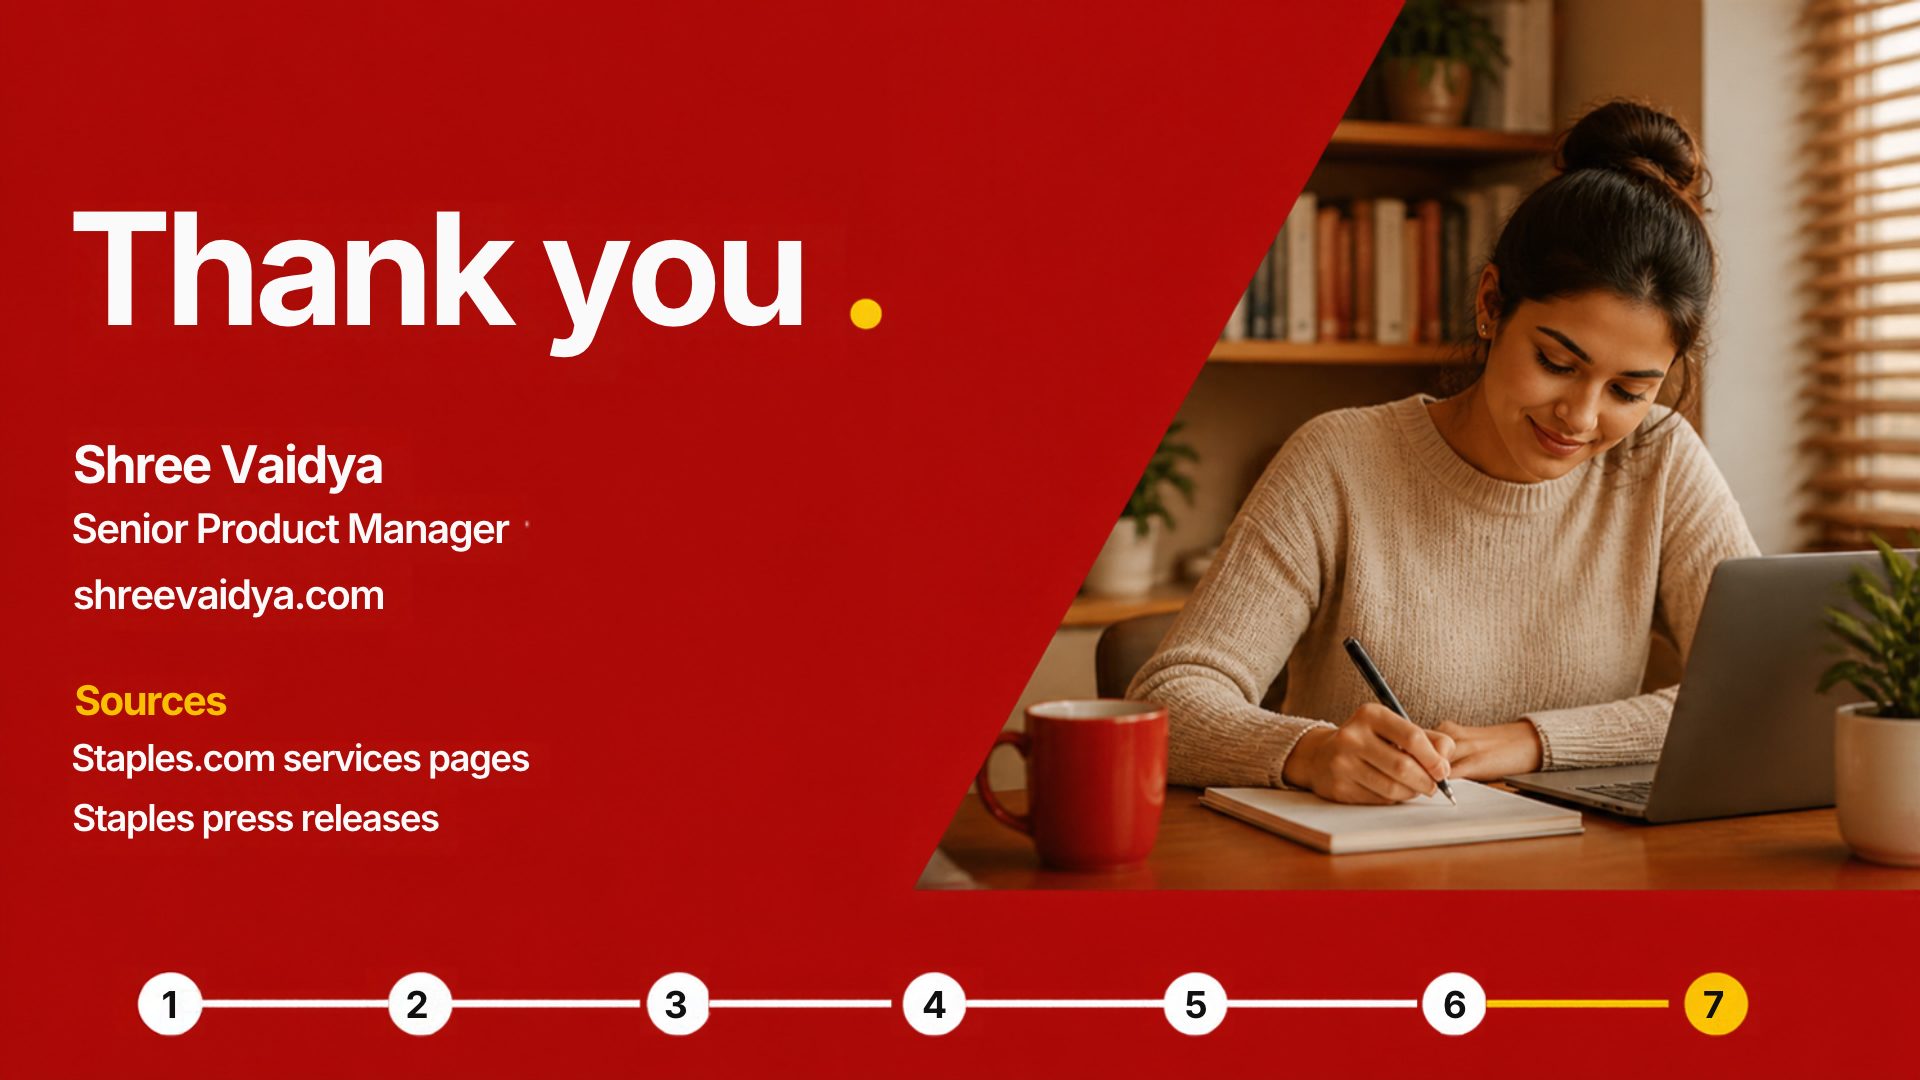 Thank you .
Shree Vaidya
Senior Product Manager
shreevaidya.com
Sources
Staples.com services pages
Staples press releases
1 2 3 4 5 6 7